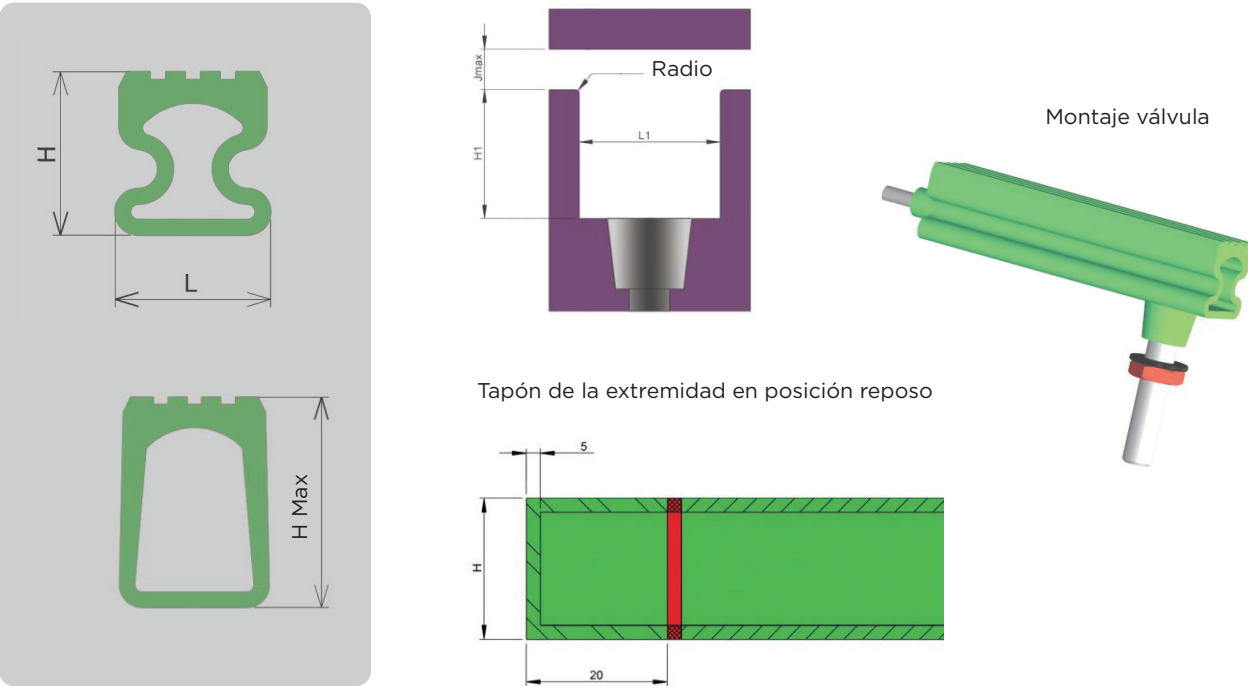 H
L
H Max
Jmax
Radio
H1
L1
Montaje válvula
Tapón de la extremidad en posición reposo
5
H
20